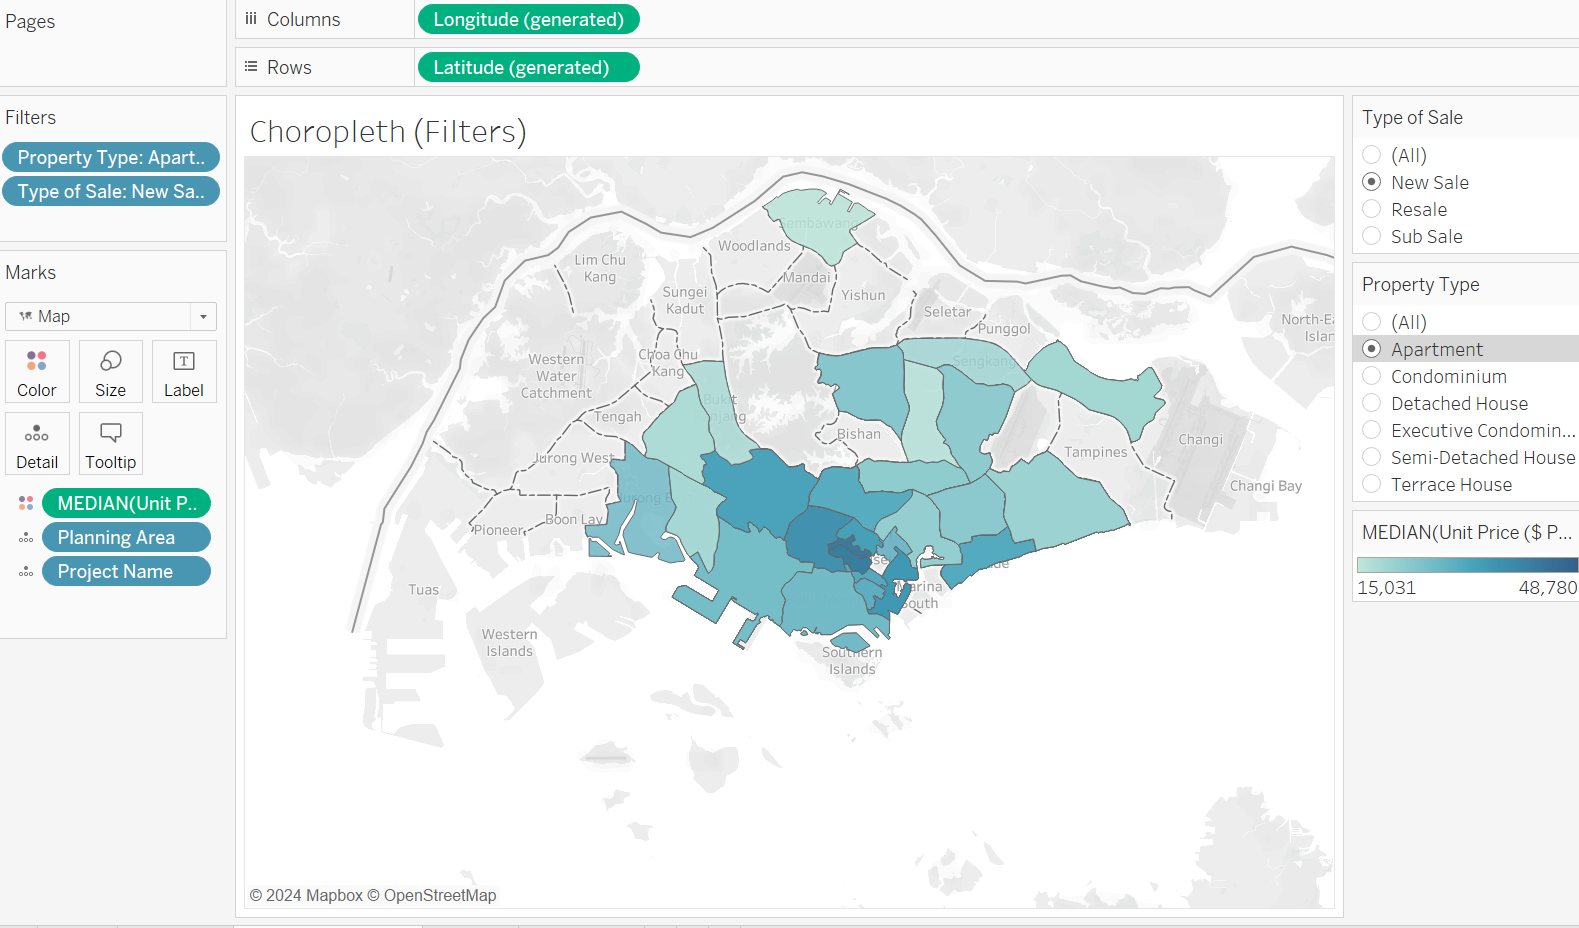 Pages
Columns
Longitude (generated)
Rows
Latitude (generated)
Filters
Property Type: Apart..
Type of Sale: New Sa..
Marks
Map
Color
Size
Label
Detail
Tooltip
MEDIAN(Unit P..
Planning Area
Project Name
Choropleth (Filters)
Sembawang
Woodlands
Lim Chu
Kang
Mandai
Sungei
Kadut
Yishun
Seletar
Punggol
North-Ea
Islan
Choa Chu
Kang
Western
Water
Catchment
Sengkang
Bukit
anjang
Tengah
Bishan
Changi
Tampines
Jurong West
Changi Bay
Jurong E
Boon Lay
Pioneer
Tuas
Marina
South
Western
Islands
Southern
Islands
© 2024 Mapbox © OpenStreetMap
Type of Sale
(All)
New Sale
Resale
Sub Sale
Property Type
(All)
Apartment
Condominium
Detached House
Executive Condomin...
Semi-Detached House
Terrace House
MEDIAN(Unit Price ($ P...
15,031
48,780